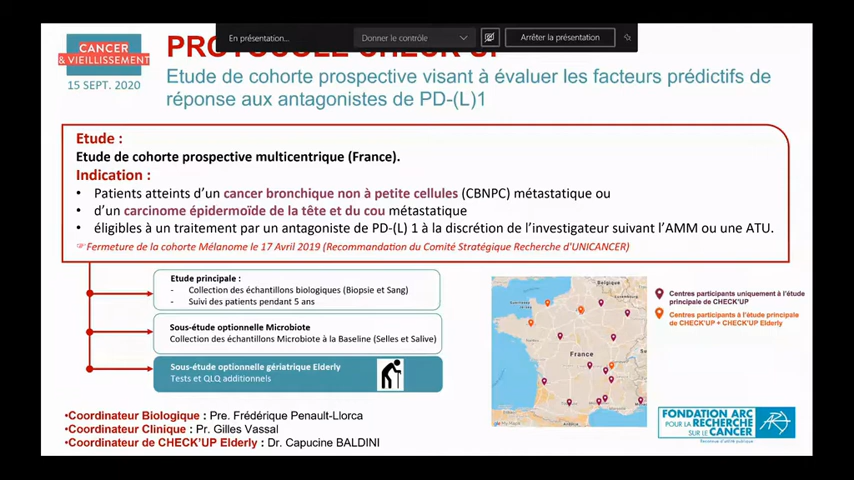 En présentation...
Donner le contrôle
Arrêter la présentation
CANCER
& VIEILLISSEMENT
15 SEPT. 2020
Etude de cohorte prospective visant à évaluer les facteurs prédictifs de
réponse aux antagonistes de PD-(L)1
Etude :
Etude de cohorte prospective multicentrique (France).
Indication :
• Patients atteints d'un cancer bronchique non à petite cellules (CBNPC) métastatique ou
• d'un carcinome épidermoïde de la tête et du cou métastatique
• éligibles à un traitement par un antagoniste de PD-(L) 1 à la discrétion de l'investigateur suivant l'AMM ou une ATU.
☞Fermeture de la cohorte Mélanome le 17 Avril 2019 (Recommandation du Comité Stratégique Recherche d'UNICANCER)
Etude principale :
- Collection des échantillons biologiques (Biopsie et Sang)
- Suivi des patients pendant 5 ans
Sous-étude optionnelle Microbiote
Collection des échantillons Microbiote à la Baseline (Selles et Salive)
Sous-étude optionnelle gériatrique Elderly
Tests et QLQ additionnels
Belgique
Luxembourg
France
Centres participants uniquement à l'étude
principale de CHECK'UP
Centres participants à l'étude principale
de CHECK'UP + CHECK'UP Elderly
•Coordinateur Biologique : Pre. Frédérique Penault-Llorca
•Coordinateur Clinique : Pr. Gilles Vassal
•Coordinateur de CHECK'UP Elderly : Dr. Capucine BALDINI
FONDATION ARC
POUR LA RECHERCHE
SUR LE CANCER
Reconnue d'utilité publique